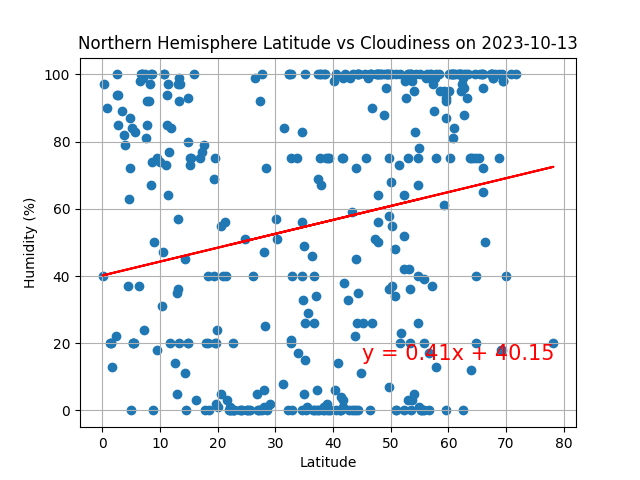 Northern Hemisphere Latitude vs Cloudiness on 2023-10-13
Humidity (%)
100
80
60
40
20
0
y = 0.41x + 40.15
0 10 20 30 40 50 60 70 80
Latitude